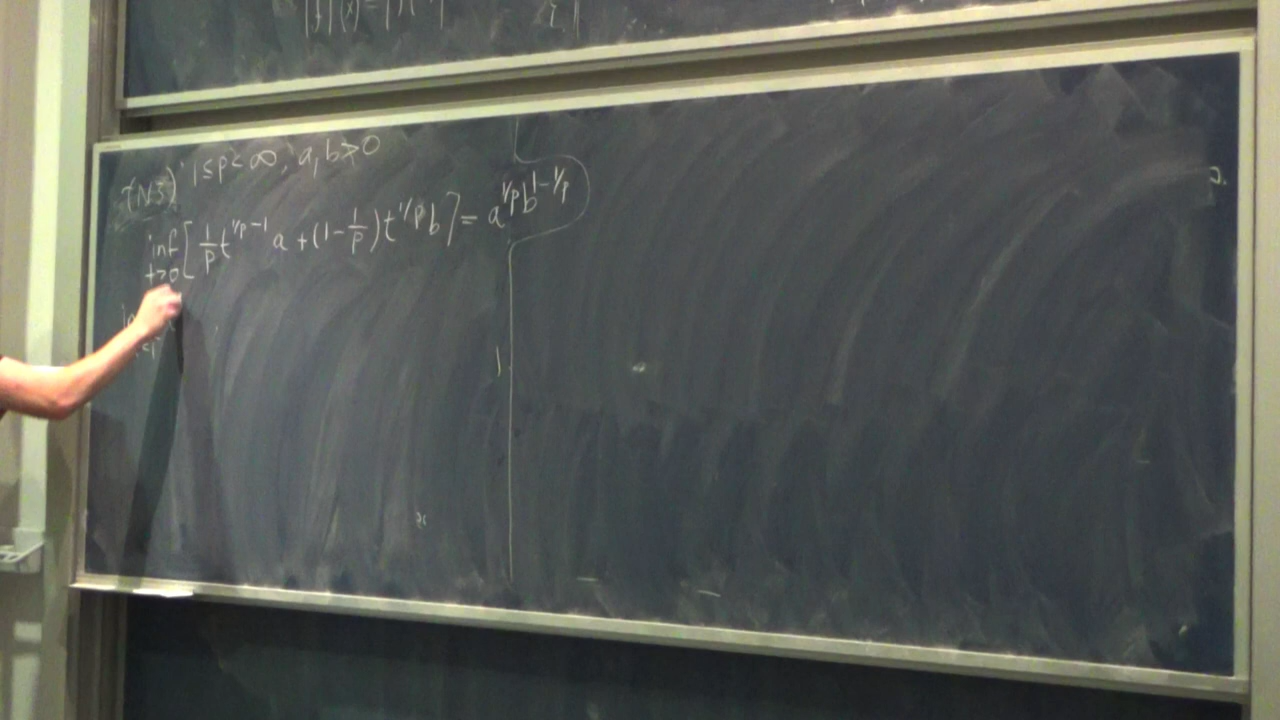 |f|(x) =
(N3) 1 ≤ p < ∞, a, b > 0
inf t>0 [ 1/p t^{1/p-1} a + (1 - 1/p) t^{1/p} b ] = a^{1/p} b^{1-1/p}